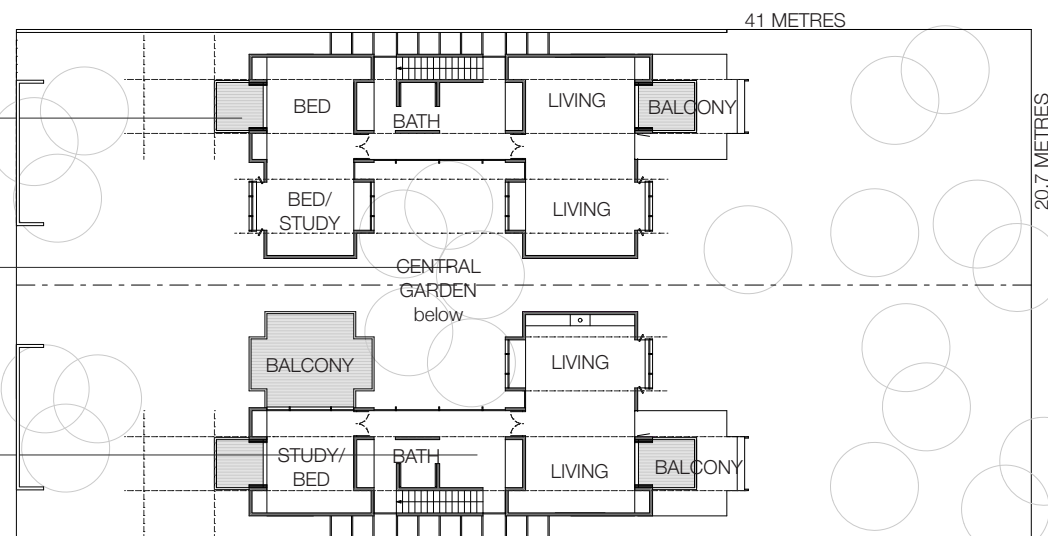 41 METRES
20.7 METRES
BED
BATH
LIVING
BALCONY
BED/
STUDY
LIVING
CENTRAL
GARDEN
below
BALCONY
LIVING
STUDY/
BED
BATH
LIVING
BALCONY